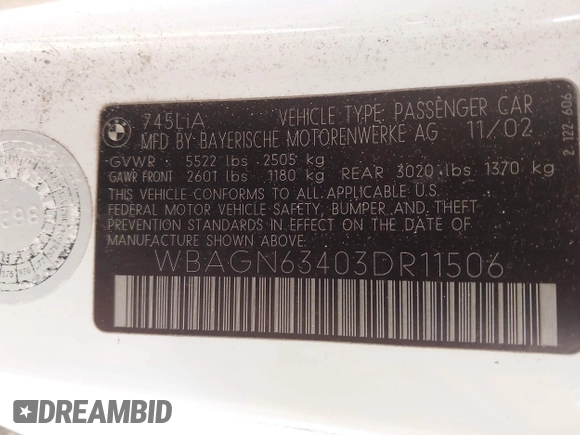 745LiA VEHICLE TYPE: PASSENGER CAR
MFD BY BAYERISCHE MOTORENWERKE AG 11/02
GVWR 5522 lbs 2505 kg
GAWR FRONT 2601 lbs 1180 kg REAR 3020 lbs 1370 kg
THIS VEHICLE CONFORMS TO ALL APPLICABLE U.S.
FEDERAL MOTOR VEHICLE SAFETY, BUMPER AND THEFT
PREVENTION STANDARDS IN EFFECT ON THE DATE OF
MANUFACTURE SHOWN ABOVE.
WBAGN63403DR11506
2 122 606
BMW
DREAMBID